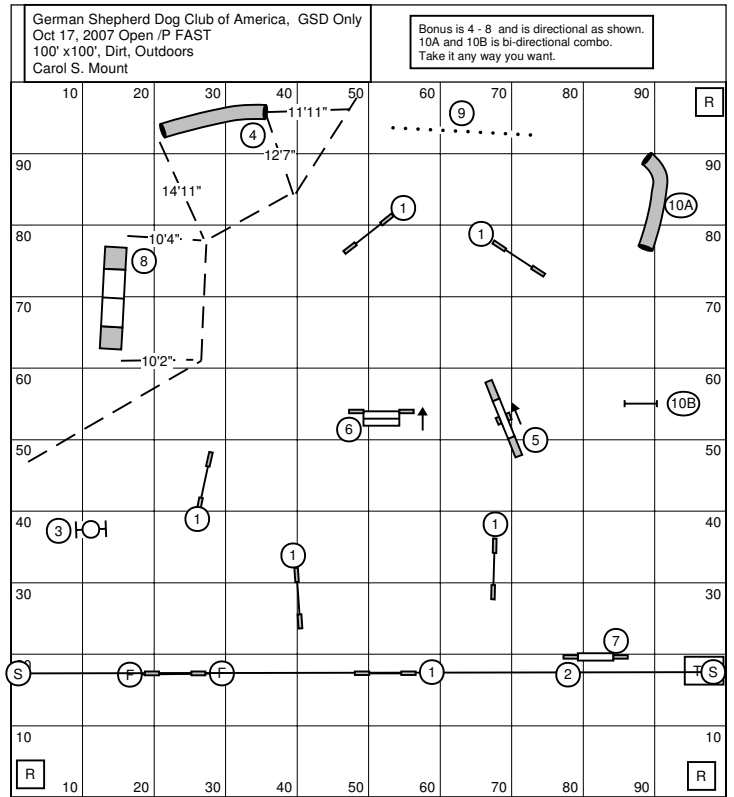 German Shepherd Dog Club of America, GSD Only
Oct 17, 2007 Open /P FAST
100' x100', Dirt, Outdoors
Carol S. Mount
Bonus is 4 - 8 and is directional as shown.
10A and 10B is bi-directional combo.
Take it any way you want.
10 20 30 40 50 60 70 80 90 R
11'11"
9
4
12'7"
90 90
14'11"
10A
1
1
80 10'4" 80
8
70 70
10'2"
60 60
10B
6
5
50 50
1
40 40
3
1
1
30 30
7
S F F 1 2 T S
10 10
R R
10 20 30 40 50 60 70 80 90